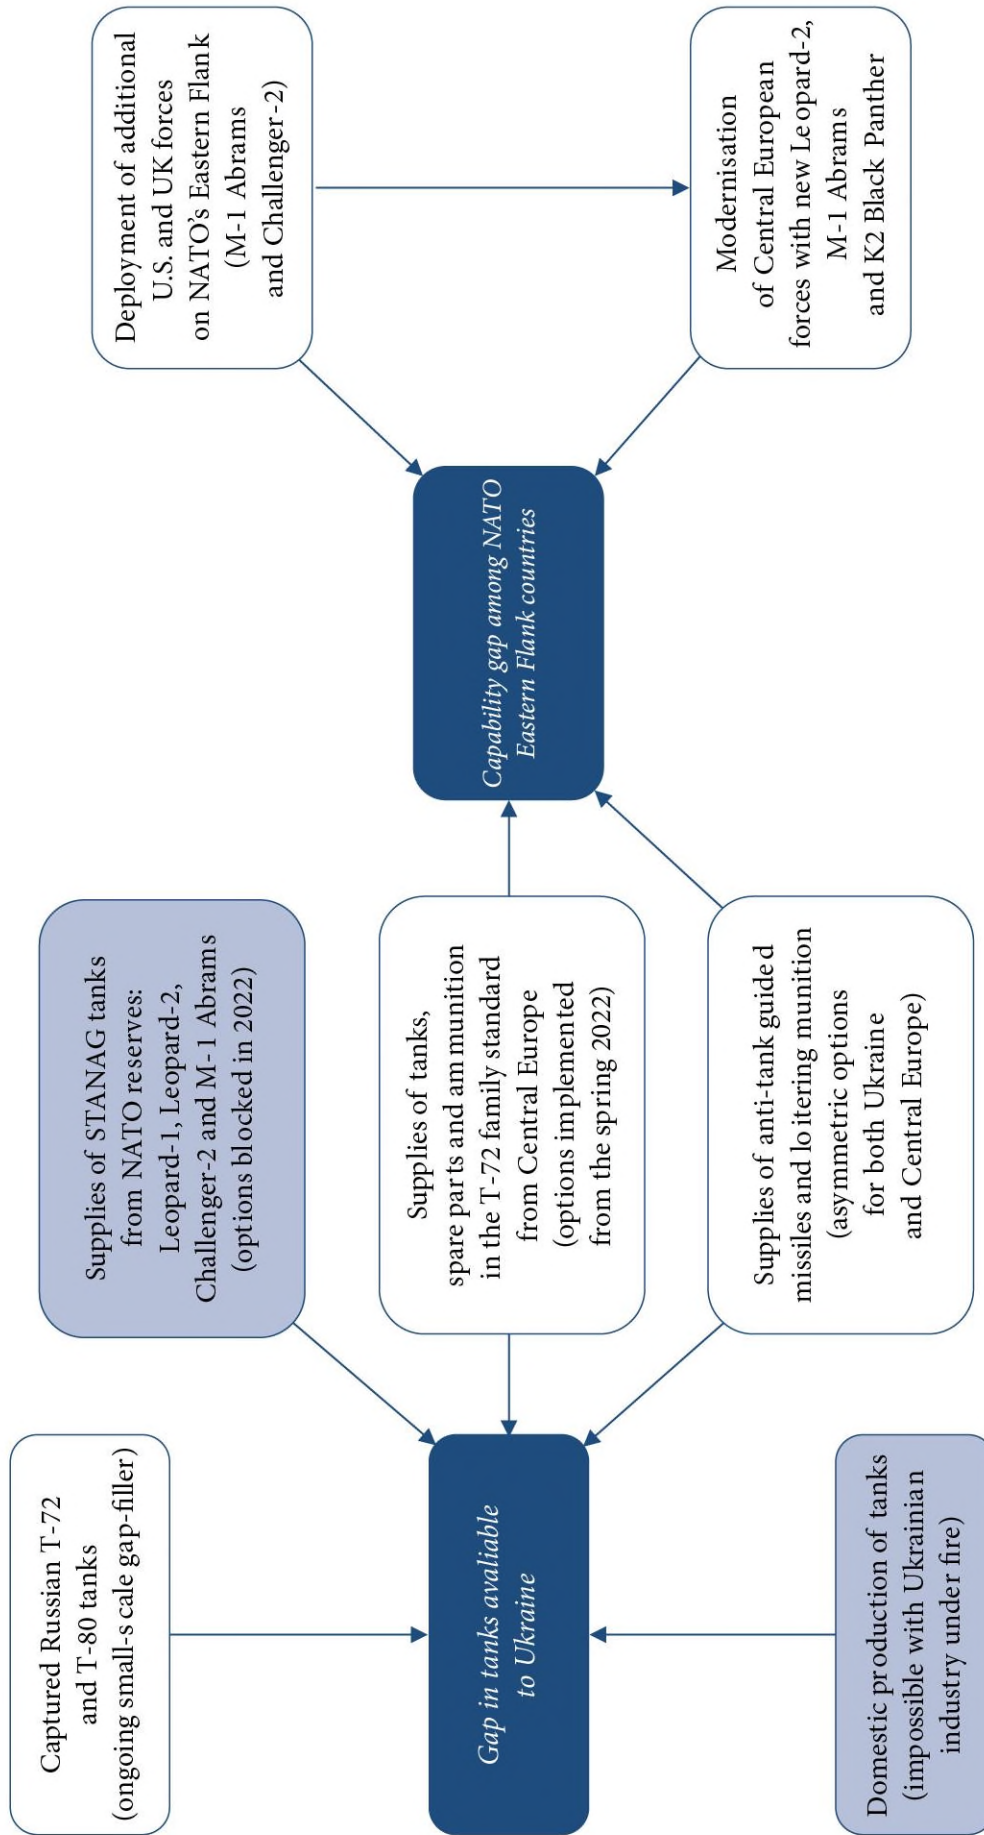 Captured Russian T-72
and T-80 tanks
(ongoing small-s cale gap-filler)
Supplies of STANAG tanks
from NATO reserves:
Leopard-1, Leopard-2,
Challenger-2 and M-1 Abrams
(options blocked in 2022)
Deployment of additional
U.S. and UK forces
on NATO’s Eastern Flank
(M-1 Abrams
and Challenger-2)
Gap in tanks avaliable
to Ukraine
Supplies of tanks,
spare parts and ammunition
in the T-72 family standard
from Central Europe
(options implemented
from the spring 2022)
Capability gap among NATO
Eastern Flank countries
Domestic production of tanks
(impossible with Ukrainian
industry under fire)
Supplies of anti-tank guided
missiles and loitering munition
(asymmetric options
for both Ukraine
and Central Europe)
Modernisation
of Central European
forces with new Leopard-2,
M-1 Abrams
and K2 Black Panther